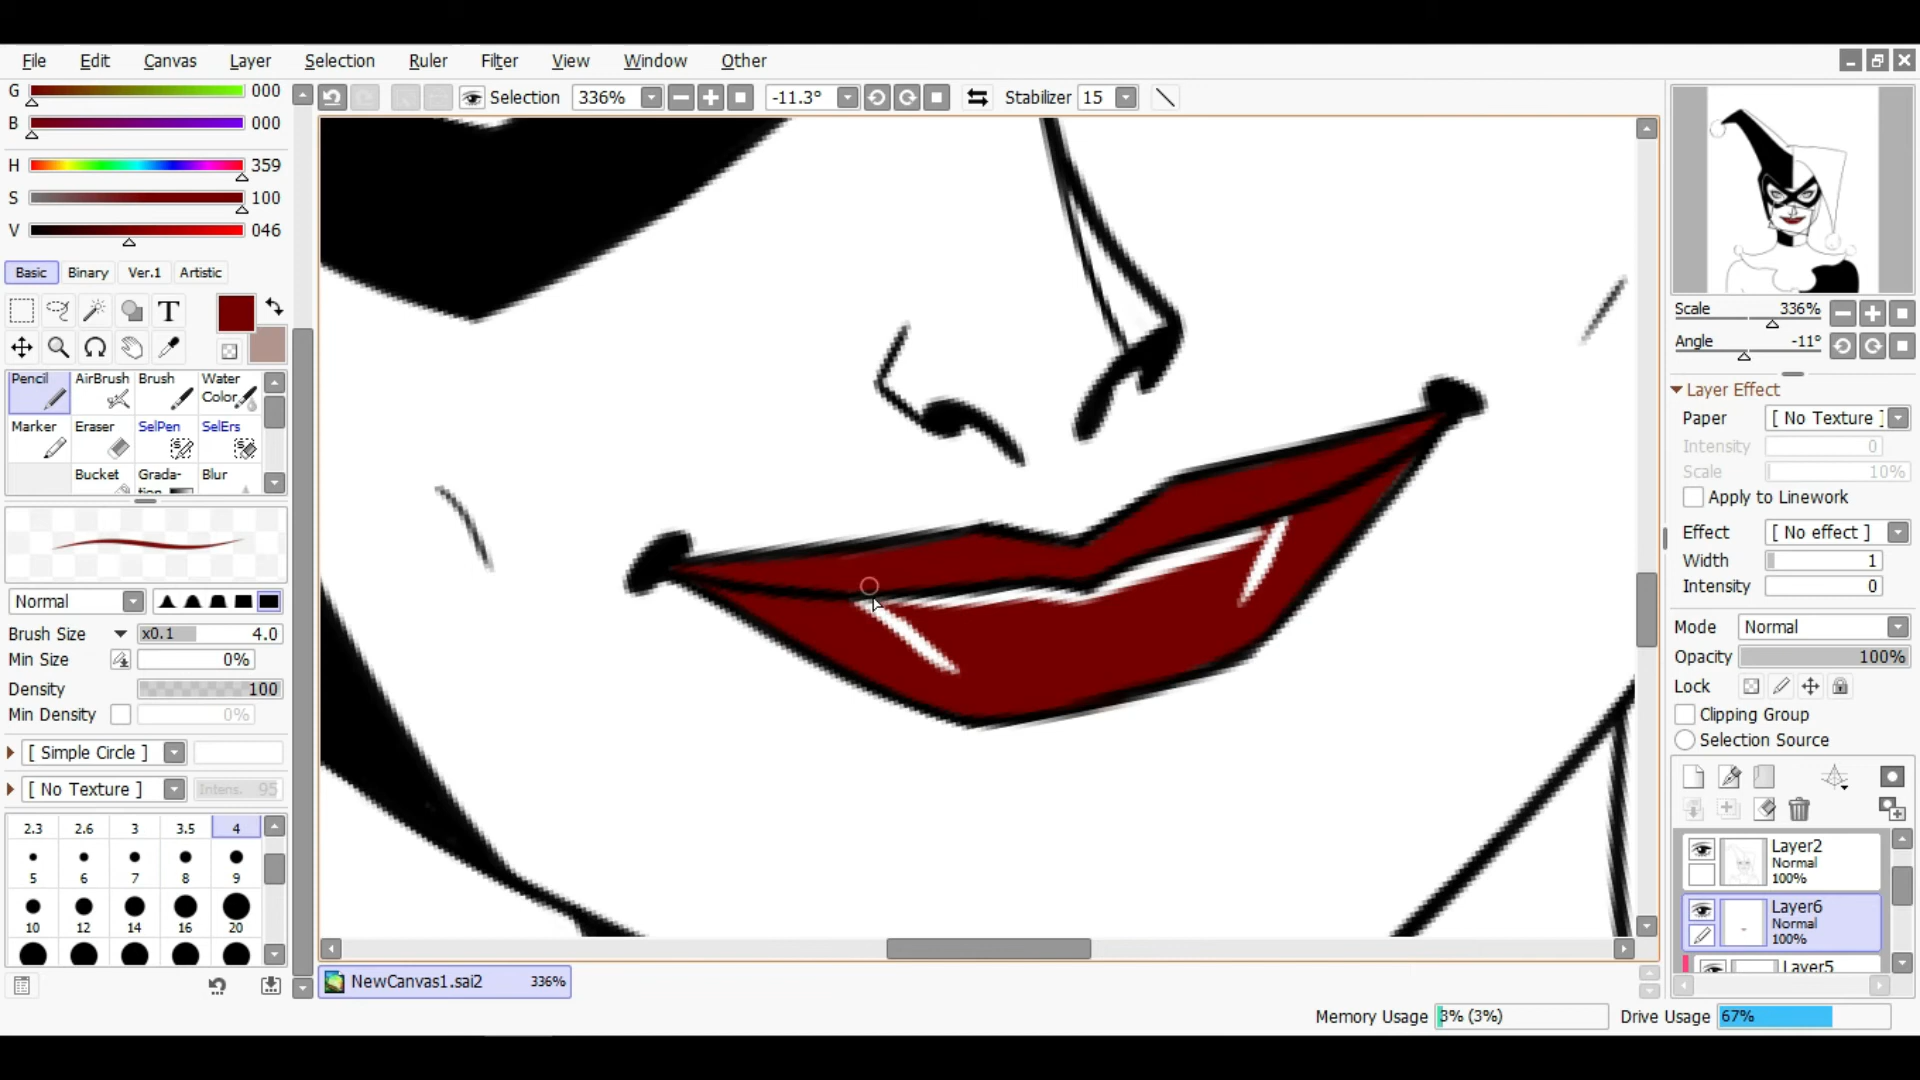 File Edit Canvas Layer Selection Ruler Filter View Window Other
G 000
B 000
H 359
S 100
V 046
Selection 336% -11.3° Stabilizer 15
Basic Binary Ver.1 Artistic
T
Pencil AirBrush Brush Water Color
Marker Eraser SelPen SelErs
Bucket Grada- tion Blur
Normal
Brush Size x0.1 4.0
Min Size 0%
Density 100
Min Density 0%
[ Simple Circle ]
[ No Texture ] Intens. 95
2.3 2.6 3 3.5 4
5 6 7 8 9
10 12 14 16 20
NewCanvas1.sai2 336%
Scale 336%
Angle -11°
Layer Effect
Paper [ No Texture ]
Intensity 0
Scale 10%
Apply to Linework
Effect [ No effect ]
Width 1
Intensity 0
Mode Normal
Opacity 100%
Lock
Clipping Group
Selection Source
Layer2
Normal
100%
Layer6
Normal
100%
Layer5
Memory Usage 3% (3%) Drive Usage 67%